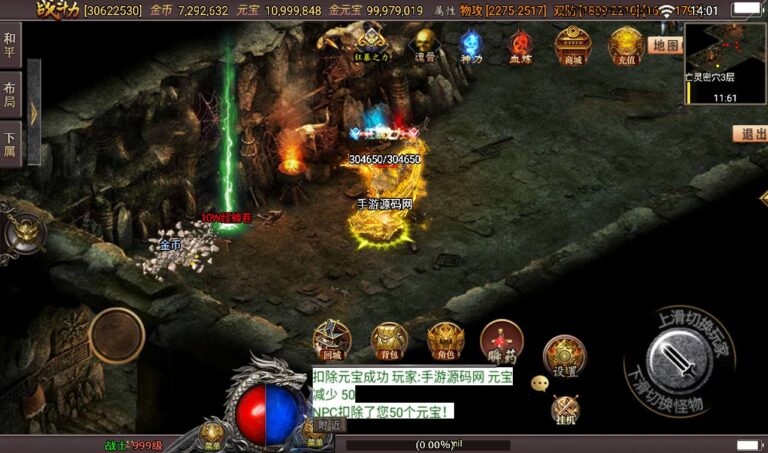 战斗力 [30622530] 金币 7,292,632 元宝 10,999,848 金元宝 99,979,019 属性 物攻 [2275-2517]
14:01
和平
布局
下属
狂暴之力
魂骨
神力
血炼
商城
充值
地图
亡灵密穴3层
11:61
退出
304650/304650
手游源码网
10W经验卷
金币
回城
背包
角色
瞬药
设置
挂机
上滑切换玩家
下滑切换怪物
扣除元宝成功 玩家:手游源码网 元宝
减少 50
NPC扣除了您50个元宝!
附近
菜单
菜单
战士 999级
(0.00%)nil